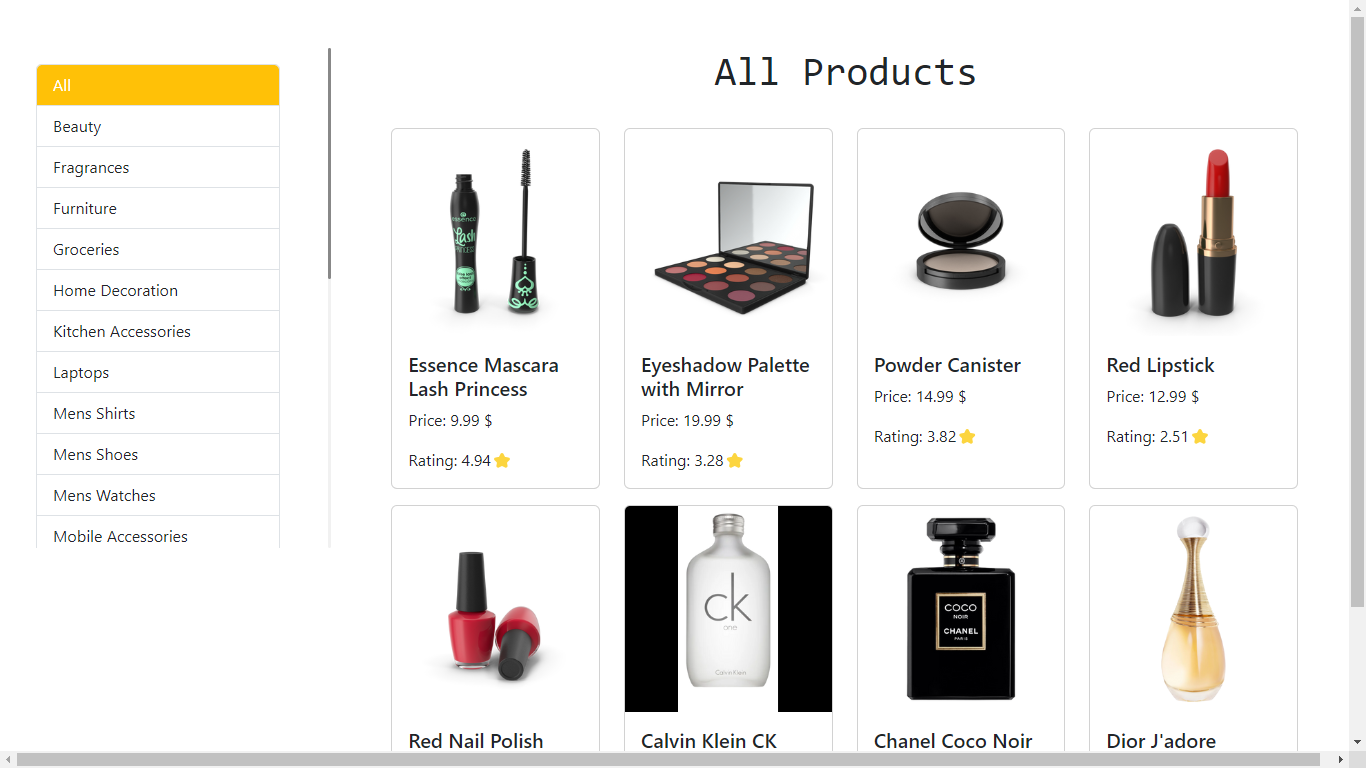 All Products
All
Beauty
Fragrances
Furniture
Groceries
Home Decoration
Kitchen Accessories
Laptops
Mens Shirts
Mens Shoes
Mens Watches
Mobile Accessories
essence
Lash
PRINCESS
Essence Mascara
Lash Princess
Price: 9.99 $
Rating: 4.94
Eyeshadow Palette
with Mirror
Price: 19.99 $
Rating: 3.28
Powder Canister
Price: 14.99 $
Rating: 3.82
Red Lipstick
Price: 12.99 $
Rating: 2.51
Red Nail Polish
ck
one
Calvin Klein
Calvin Klein CK
COCO
NOIR
CHANEL
PARIS
Chanel Coco Noir
Dior J'adore